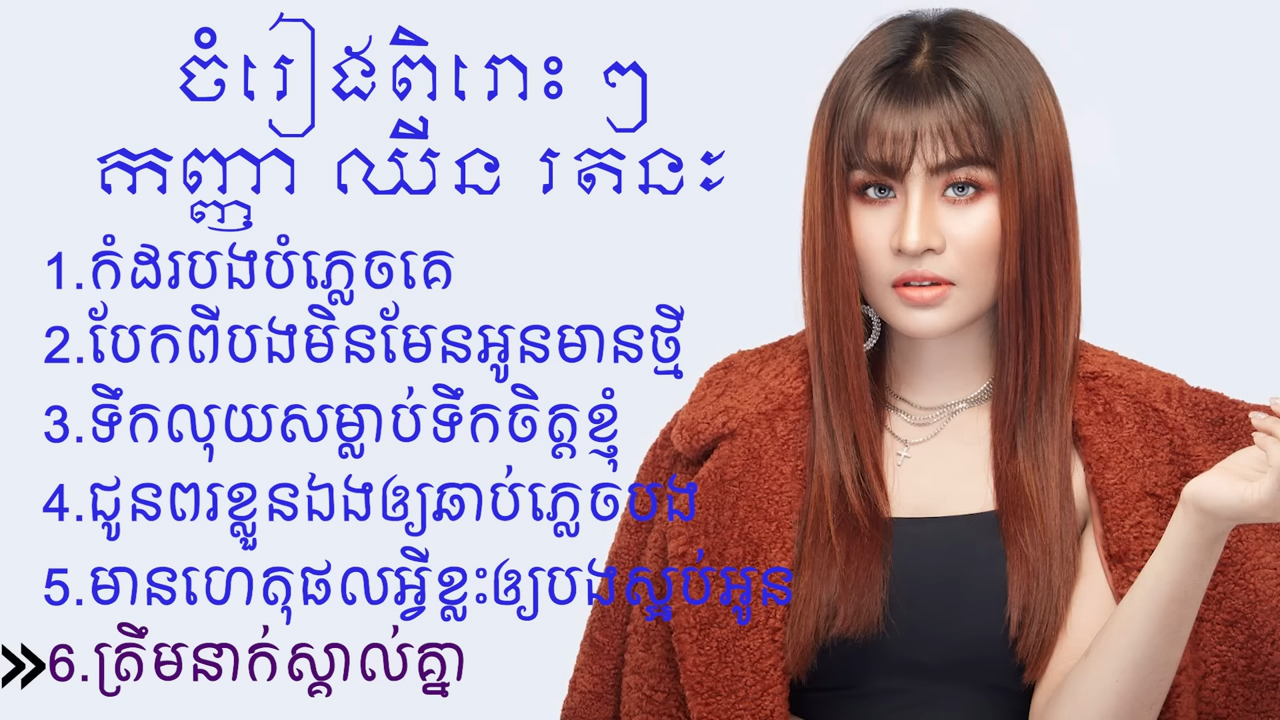 ចំរៀងពិរោះ ៗ
កញ្ញា ឈឺន រតនះ
1.កំដរបងបំភ្លេចគេ
2.បែកពីបងមិនមែនអូនមានថ្មី
3.ទឹកលុយសម្លាប់ទឹកចិត្តខ្ញុំ
4.ជូនពរខ្លួនឯងឲ្យឆាប់ភ្លេចបង
5.មានហេតុផលអ្វីខ្លះឲ្យបងស្អប់អូន
»6.ត្រឹមនាក់ស្គាល់គ្នា